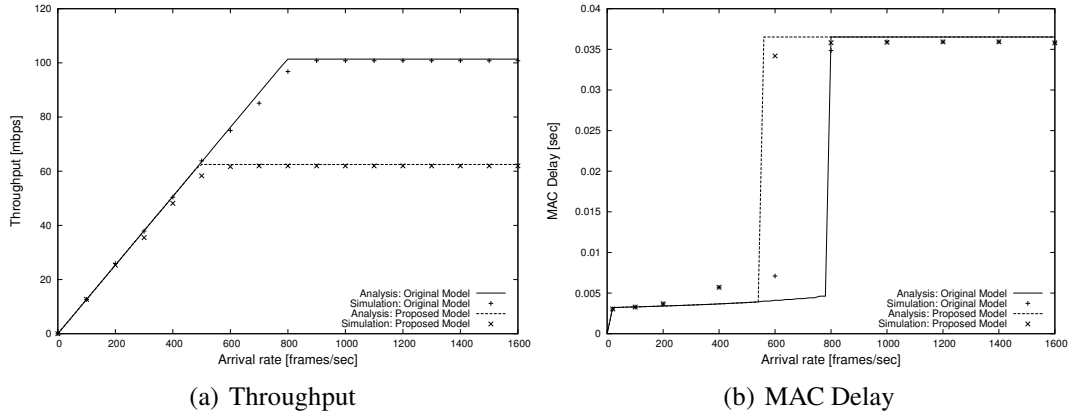 120
100
80
60
40
20
0
Throughput [mbps]
0 200 400 600 800 1000 1200 1400 1600
Arrival rate [frames/sec]
Analysis: Original Model
Simulation: Original Model
Analysis: Proposed Model
Simulation: Proposed Model
(a) Throughput
0.04
0.035
0.03
0.025
0.02
0.015
0.01
0.005
0
MAC Delay [sec]
0 200 400 600 800 1000 1200 1400 1600
Arrival rate [frames/sec]
Analysis: Original Model
Simulation: Original Model
Analysis: Proposed Model
Simulation: Proposed Model
(b) MAC Delay